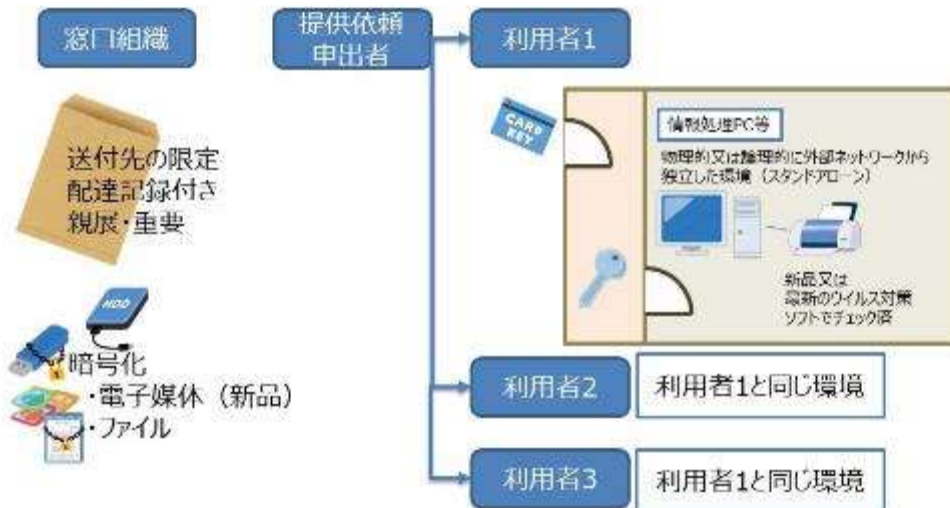 窓口組織
提供依頼
申出者
利用者1
送付先の限定
配達記録付き
親展・重要
CARD
KEY
情報処理PC等
物理的又は論理的に外部ネットワークから
独立した環境（スタンドアローン）
新品又は
最新のウイルス対策
ソフトでチェック済
HDD
暗号化
・電子媒体（新品）
・ファイル
利用者2
利用者1と同じ環境
利用者3
利用者1と同じ環境